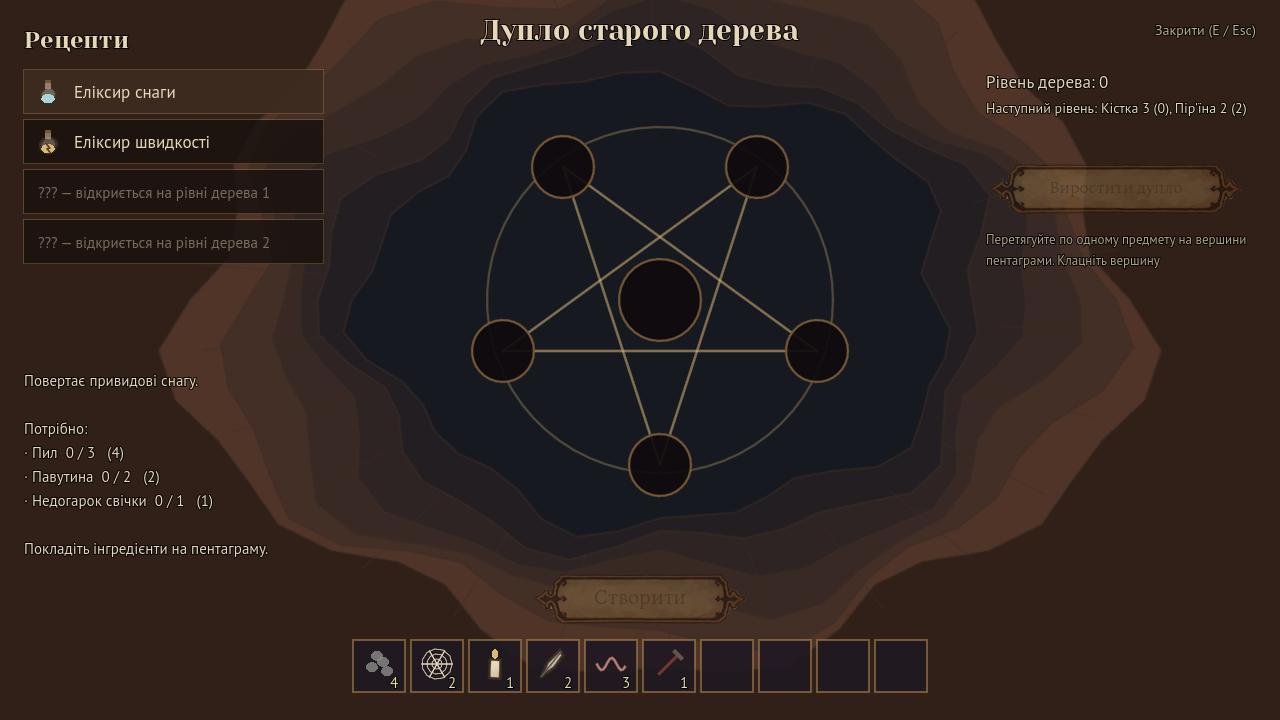 Дупло старого дерева
Рецепти
Закрити (E / Esc)
Еліксир снаги
Еліксир швидкості
??? — відкриється на рівні дерева 1
??? — відкриється на рівні дерева 2
Рівень дерева: 0
Наступний рівень: Кістка 3 (0), Пір'їна 2 (2)
Виростити дупло
Перетягуйте по одному предмету на вершини
пентаграми. Клацніть вершину
Повертає привидові снагу.
Потрібно:
· Пил 0 / 3 (4)
· Павутина 0 / 2 (2)
· Недогарок свічки 0 / 1 (1)
Покладіть інгредієнти на пентаграму.
Створити
4 2 1 2 3 1